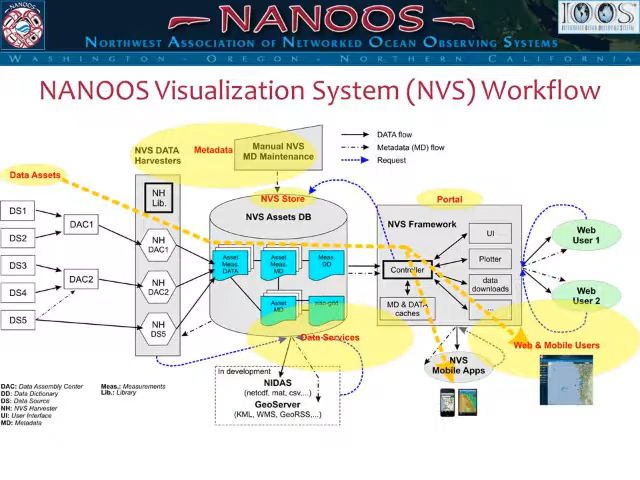 NANOOS
NANOOS
IOOS
NORTHWEST ASSOCIATION OF NETWORKED OCEAN OBSERVING SYSTEMS
WASHINGTON - OREGON - NORTHERN CALIFORNIA
NANOOS Visualization System (NVS) Workflow
NVS DATA
Harvesters
Metadata
Manual NVS
MD Maintenance
DATA flow
Metadata (MD) flow
Request
Data Assets
NH
Lib.
NVS Store
NVS Assets DB
Portal
NVS Framework
DS1
DS2
DS3
DS4
DS5
DAC1
DAC2
NH
DAC1
NH
DAC2
NH
DS5
Asset
Meas.
DATA
Asset
Meas.
MD
Meas.
DD
Asset
MD
Controller
MD & DATA
caches
UI
Plotter
data
downloads
...
Web
User 1
Web
User 2
Data Services
Web & Mobile Users
NVS
Mobile Apps
In development
NIDAS
(netcdf, mat, csv,...)
GeoServer
(KML, WMS, GeoRSS,...)
DAC: Data Assembly Center
DD: Data Dictionary
DS: Data Source
NH: NVS Harvester
UI: User Interface
MD: Metadata
Meas.: Measurements
Lib.: Library